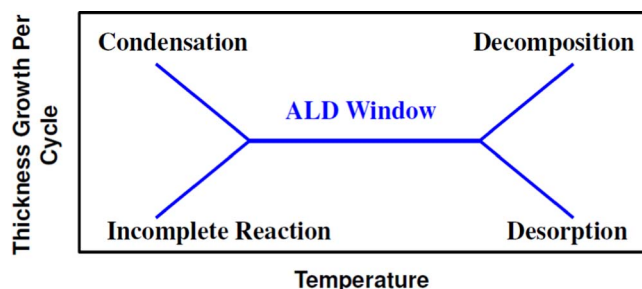 Thickness Growth Per
Cycle
Condensation
Decomposition
ALD Window
Incomplete Reaction
Desorption
Temperature